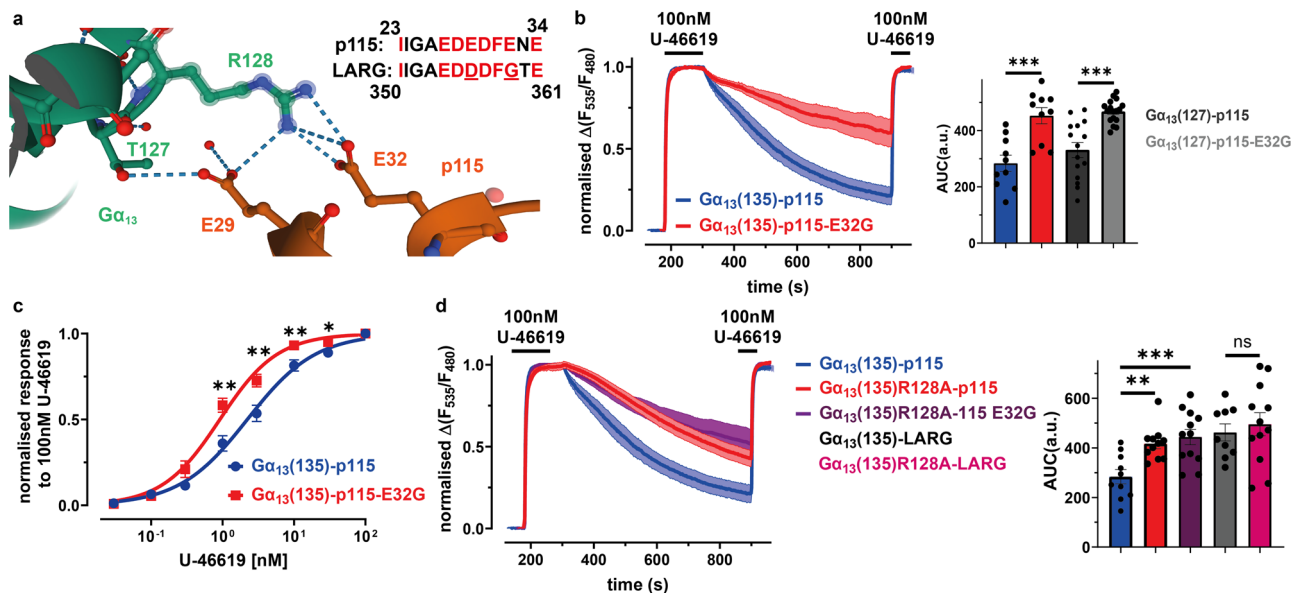 a
23 34
p115: IIGAEDEDFENE
LARG: IIGAEDDDFGTE
350 361
R128
T127
Gα13
E32
p115
E29
b
100nM
U-46619
100nM
U-46619
normalised Δ(F535/F480)
1.0
0.5
0.0
Gα13(135)-p115
Gα13(135)-p115-E32G
200 400 600 800
time (s)
AUC(a.u.)
400
200
0
***
***
Gα13(127)-p115
Gα13(127)-p115-E32G
c
normalised response
to 100nM U-46619
1.0
0.5
0.0
**
**
**
*
Gα13(135)-p115
Gα13(135)-p115-E32G
10-1 100 101 102
U-46619 [nM]
d
100nM
U-46619
100nM
U-46619
normalised Δ(F535/F480)
1.0
0.5
0.0
200 400 600 800
time (s)
Gα13(135)-p115
Gα13(135)R128A-p115
Gα13(135)R128A-115 E32G
Gα13(135)-LARG
Gα13(135)R128A-LARG
AUC(a.u.)
600
400
200
0
***
**
ns